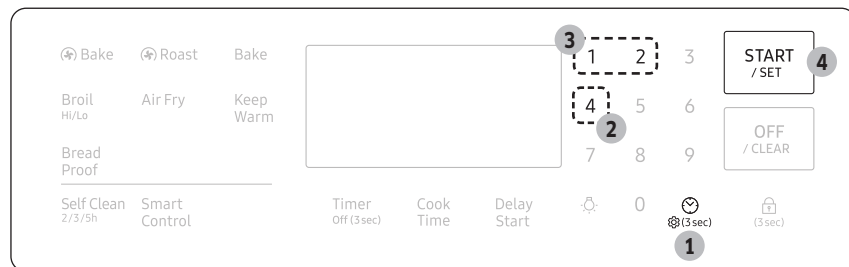 Bake Roast Bake
3
1 2 3
START
/ SET
4
Broil
Hi/Lo
Air Fry
Keep
Warm
4 5 6
2
OFF
/ CLEAR
Bread
Proof
7 8 9
Self Clean
2/3/5h
Smart
Control
Timer
Off (3 sec)
Cook
Time
Delay
Start
0
(3 sec)
(3 sec)
1